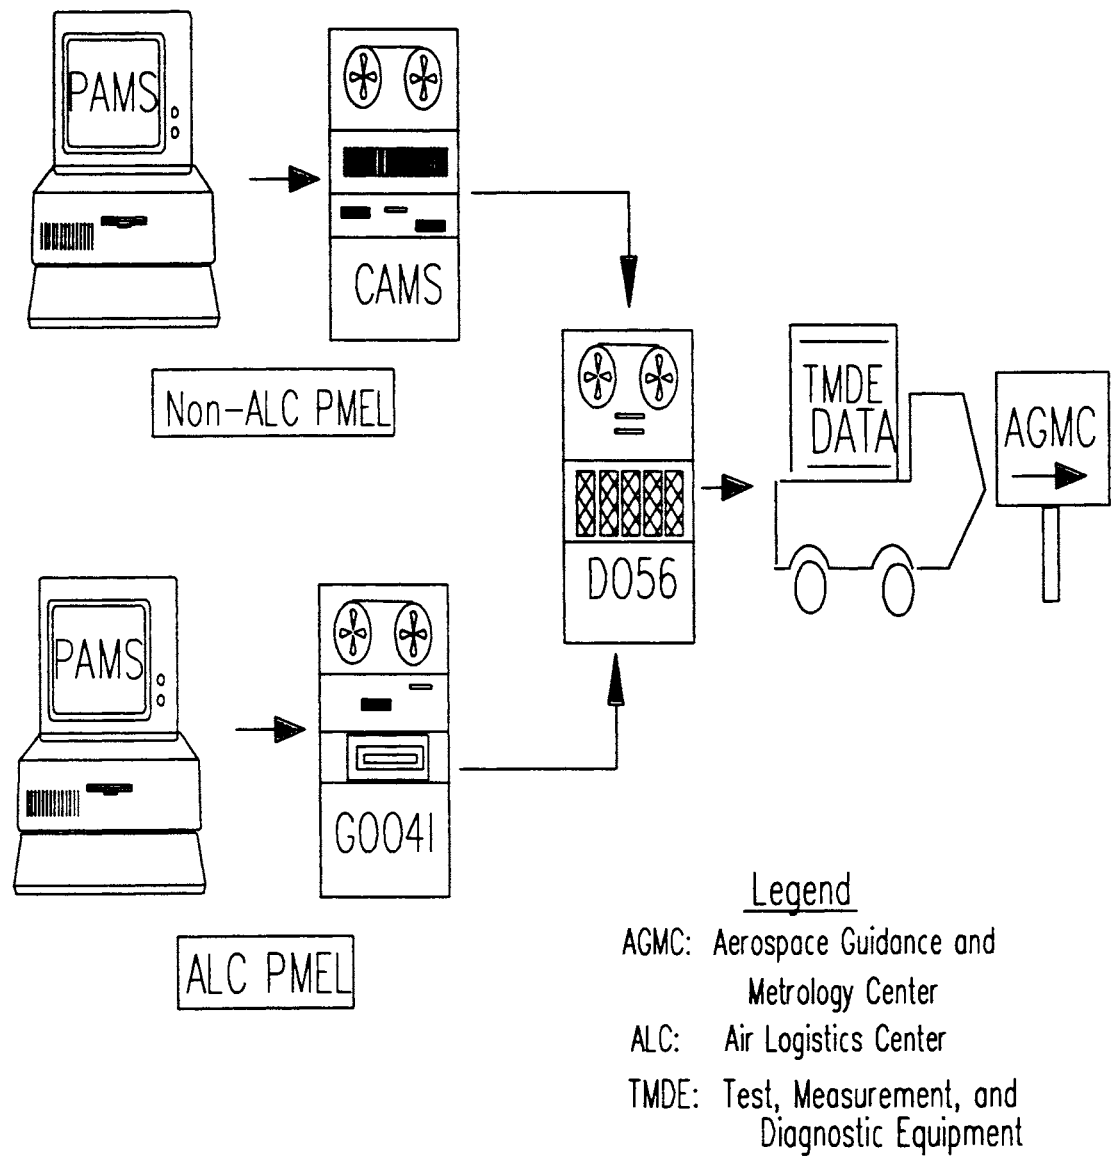 PAMS
CAMS
Non-ALC PMEL
TMDE
DATA
AGMC
D056
PAMS
G004I
ALC PMEL
Legend
AGMC: Aerospace Guidance and
Metrology Center
ALC: Air Logistics Center
TMDE: Test, Measurement, and
Diagnostic Equipment